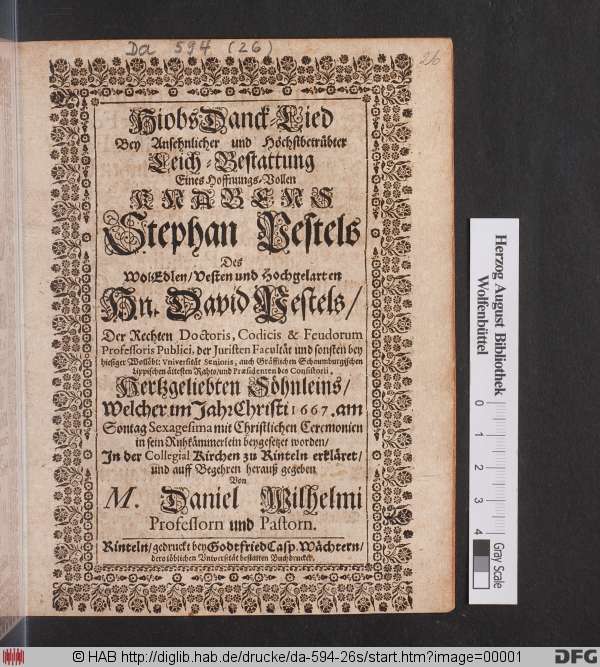 Da 594 (26)
26
Hiobs Danck-Lied
Bey Ansehnlicher und Höchstbetrübter
Leich-Bestattung
Eines Hoffnungs-Vollen
KNABENS
Stephan Pestels
Des
WolEdlen/Vesten und Hochgelarten
Hn. David Pestels/
Der Rechten Doctoris, Codicis & Feudorum
Professoris Publici, der Juristen Facultät und sonsten bey
hiesiger Wollöbl: Vniversität Senioris, auch Gräfflichen Schaumburgischen
Lippischen ältesten Rahts/und Præsidenten des Consistorii,
Hertzgeliebten Söhnleins/
Welcher im Jahr Christi 1667. am
Sontag Sexagesima mit Christlichen Ceremonien
in sein Ruhkämmerlein beygesetzet worden/
In der Collegial Kirchen zu Rinteln erkläret/
und auff Begehren herauß gegeben
Von
M. Daniel Wilhelmi
Professorn und Pastorn.
Rinteln/gedruckt bey Godtfried Casp. Wächtern/
dero löblichen Universität bestalten Buchdrucker.
Herzog August Bibliothek
Wolfenbüttel
0 1 2 3 4
Gray Scale
© HAB http://diglib.hab.de/drucke/da-594-26s/start.htm?image=00001
DFG